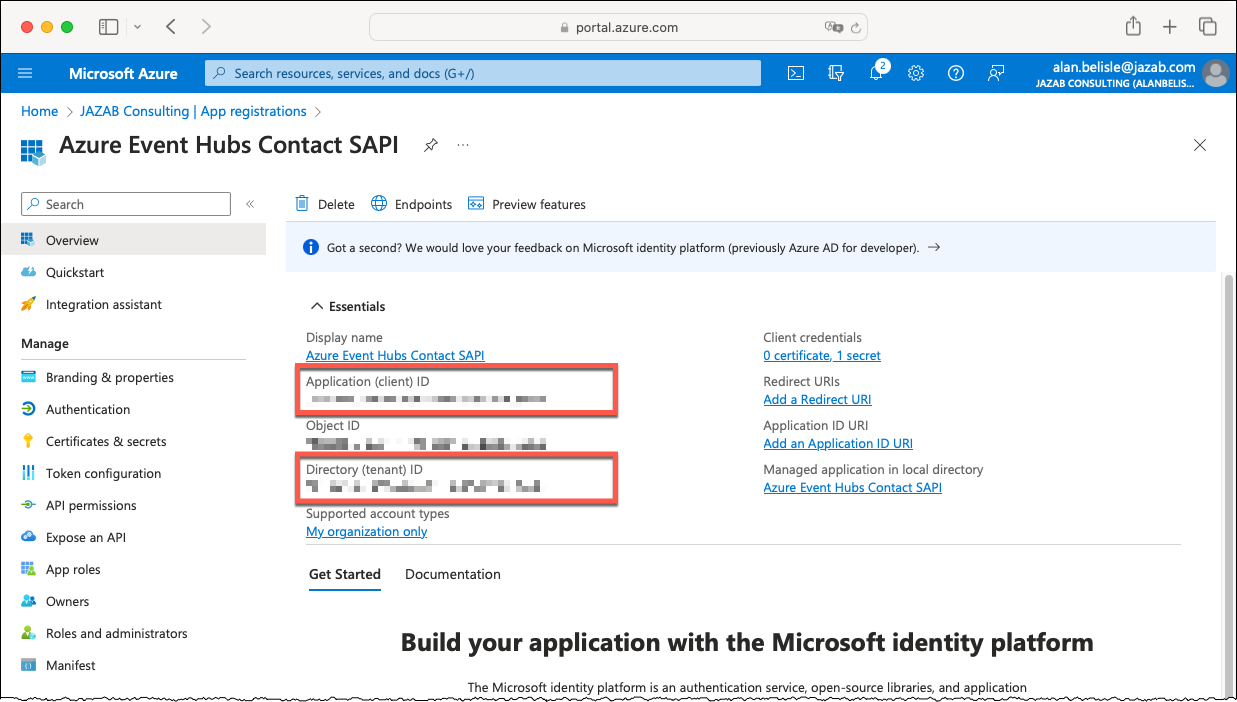 portal.azure.com
Microsoft Azure
Search resources, services, and docs (G+/)
2
alan.belisle@jazab.com
JAZAB CONSULTING (ALANBELIS...
Home > JAZAB Consulting | App registrations >
Azure Event Hubs Contact SAPI
...
Search
«
Delete
Endpoints
Preview features
Overview
Quickstart
Integration assistant
Manage
Branding & properties
Authentication
Certificates & secrets
Token configuration
API permissions
Expose an API
App roles
Owners
Roles and administrators
Manifest
Got a second? We would love your feedback on Microsoft identity platform (previously Azure AD for developer). →
Essentials
Display name
Azure Event Hubs Contact SAPI
Application (client) ID
Object ID
Directory (tenant) ID
Supported account types
My organization only
Client credentials
0 certificate, 1 secret
Redirect URIs
Add a Redirect URI
Application ID URI
Add an Application ID URI
Managed application in local directory
Azure Event Hubs Contact SAPI
Get Started
Documentation
Build your application with the Microsoft identity platform
The Microsoft identity platform is an authentication service, open-source libraries, and application